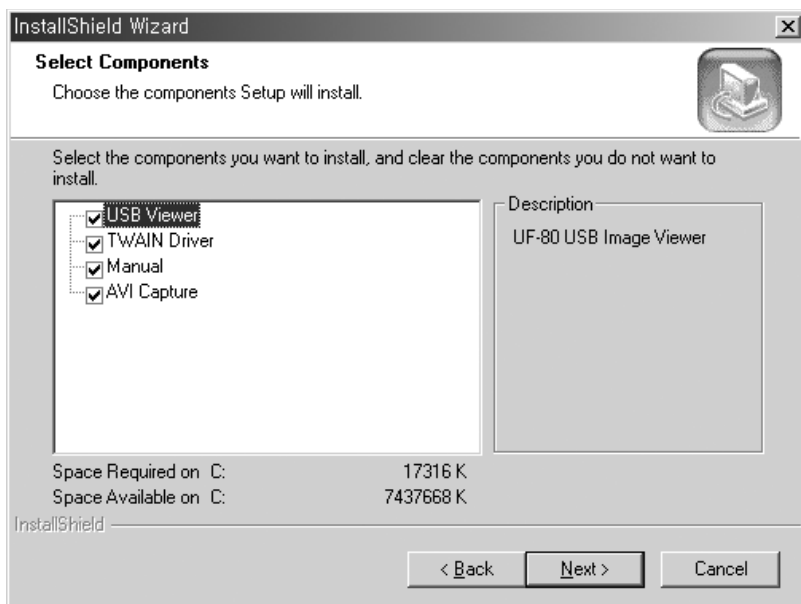 InstallShield Wizard
Select Components
Choose the components Setup will install.
Select the components you want to install, and clear the components you do not want to
install.
USB Viewer
TWAIN Driver
Manual
AVI Capture
Description
UF-80 USB Image Viewer
Space Required on C: 17316 K
Space Available on C: 7437668 K
InstallShield
< Back
Next >
Cancel